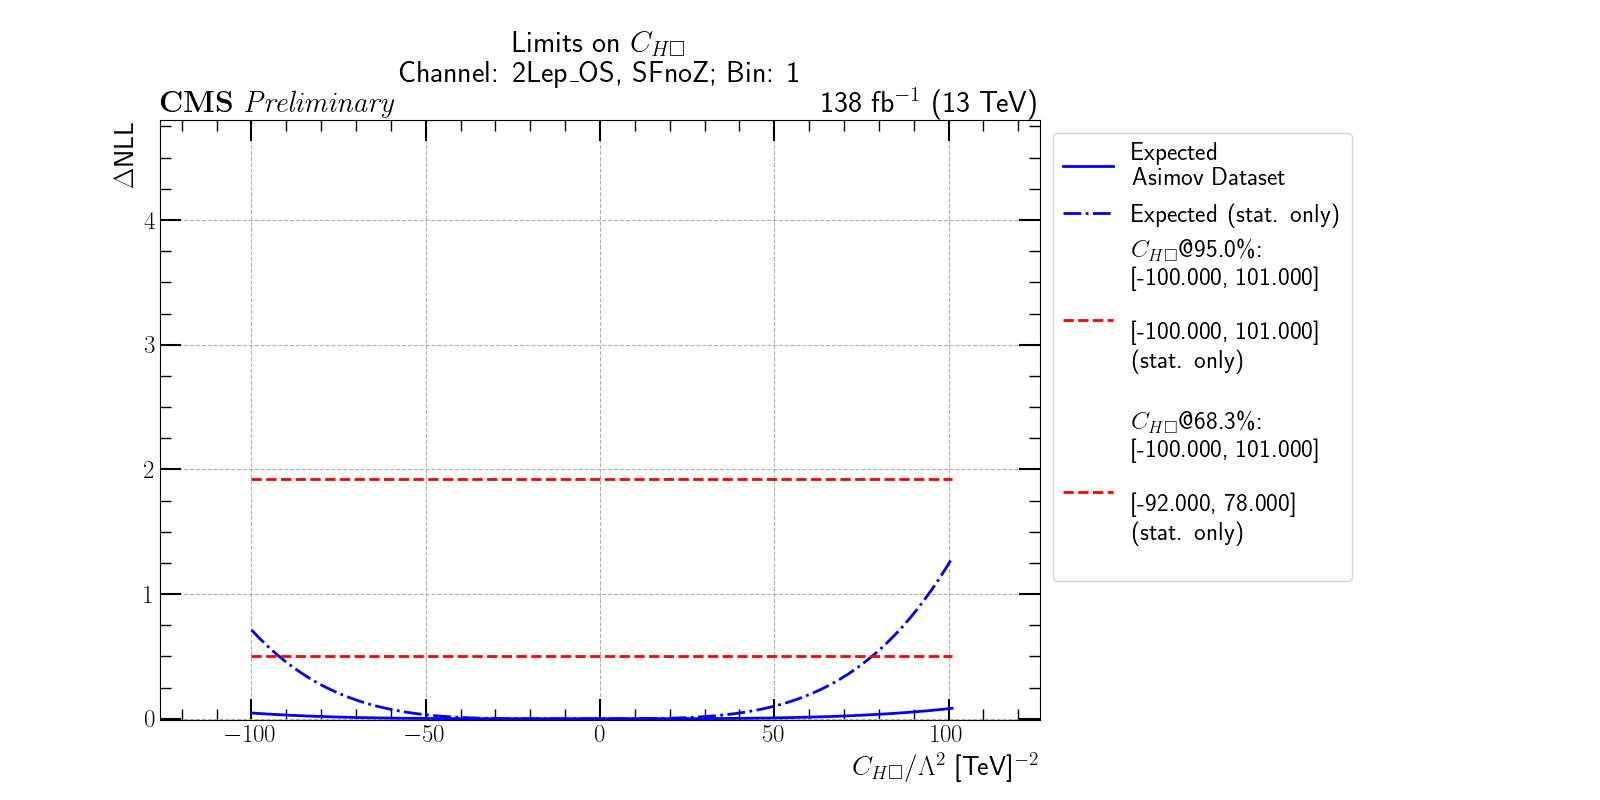 Limits on C_{H□}
Channel: 2Lep_OS, SFnoZ; Bin: 1
CMS Preliminary
138 fb⁻¹ (13 TeV)
ΔNLL
4
3
2
1
0
−100
−50
0
50
100
C_{H□}/Λ² [TeV]⁻²
Expected
Asimov Dataset
Expected (stat. only)
C_{H□}@95.0%:
[-100.000, 101.000]
[-100.000, 101.000]
(stat. only)
C_{H□}@68.3%:
[-100.000, 101.000]
[-92.000, 78.000]
(stat. only)